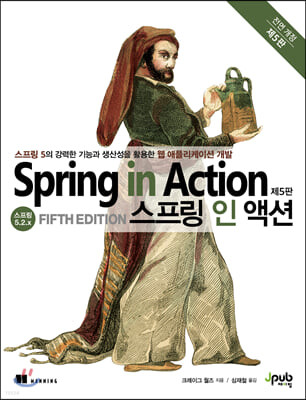 전면 개정
제5판
스프링 5의 강력한 기능과 생산성을 활용한 웹 애플리케이션 개발
Spring in Action 제5판
스프링
5.2.x
FIFTH EDITION 스프링 인 액션
MANNING
크레이그 월즈 지음 / 심재철 옮김
Jpub
제이펍